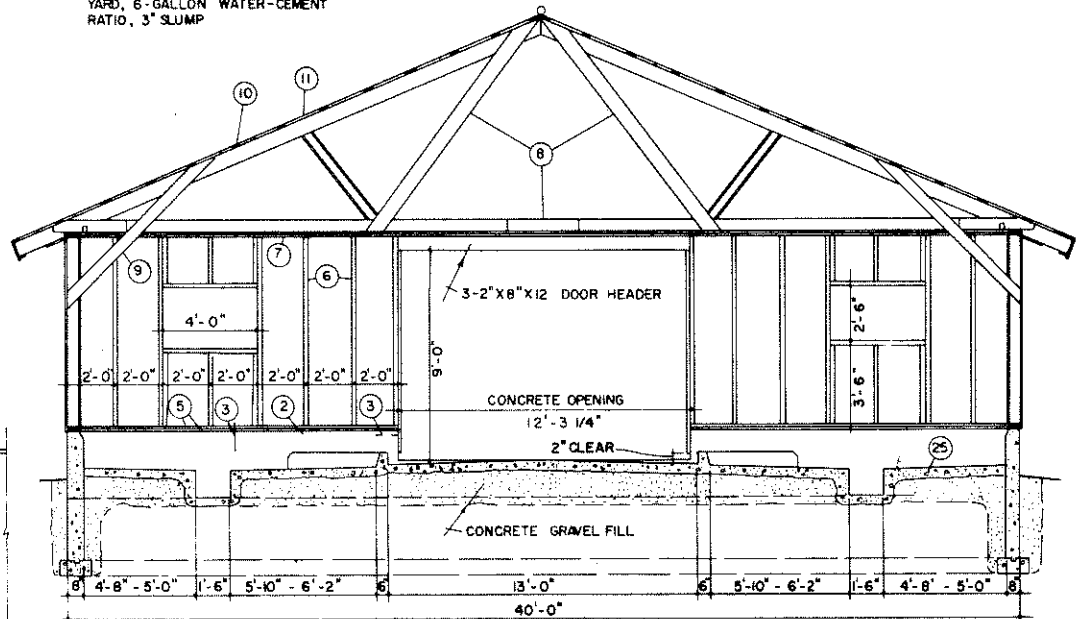 YARD, 6-GALLON WATER-CEMENT
RATIO, 3" SLUMP
10
11
8
9
7
6
3-2"X8"X12 DOOR HEADER
4'-0"
2'-6"
9'-0"
2'-0" 2'-0" 2'-0" 2'-0" 2'-0" 2'-0" 2'-0"
3'-6"
5 3 2 3
CONCRETE OPENING
12'-3 1/4"
2" CLEAR
25
CONCRETE GRAVEL FILL
8" 4'-8" - 5'-0" 1'-6" 5'-10" - 6'-2" 6 13'-0" 6 5'-10" - 6'-2" 1'-6" 4'-8" - 5'-0" 8"
40'-0"